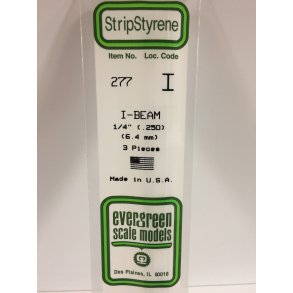 StripStyrene
Item No. Loc. Code
277 I
I-BEAM
1/4" (.250)
(6.4 mm)
3 Pieces
Made in U.S.A.
evergreen
scale models
Des Plaines, IL 60018